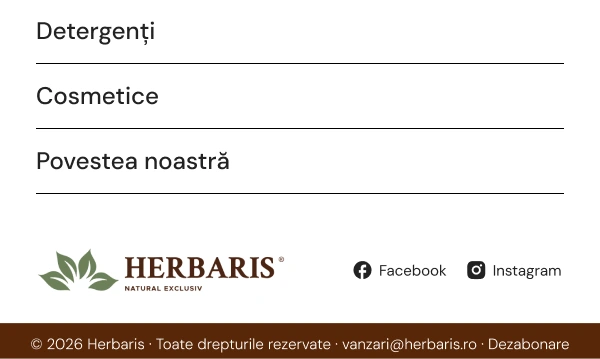 Detergenți
Cosmetice
Povestea noastră
HERBARIS®
NATURAL EXCLUSIV
Facebook
Instagram
© 2026 Herbaris · Toate drepturile rezervate · vanzari@herbaris.ro · Dezabonare